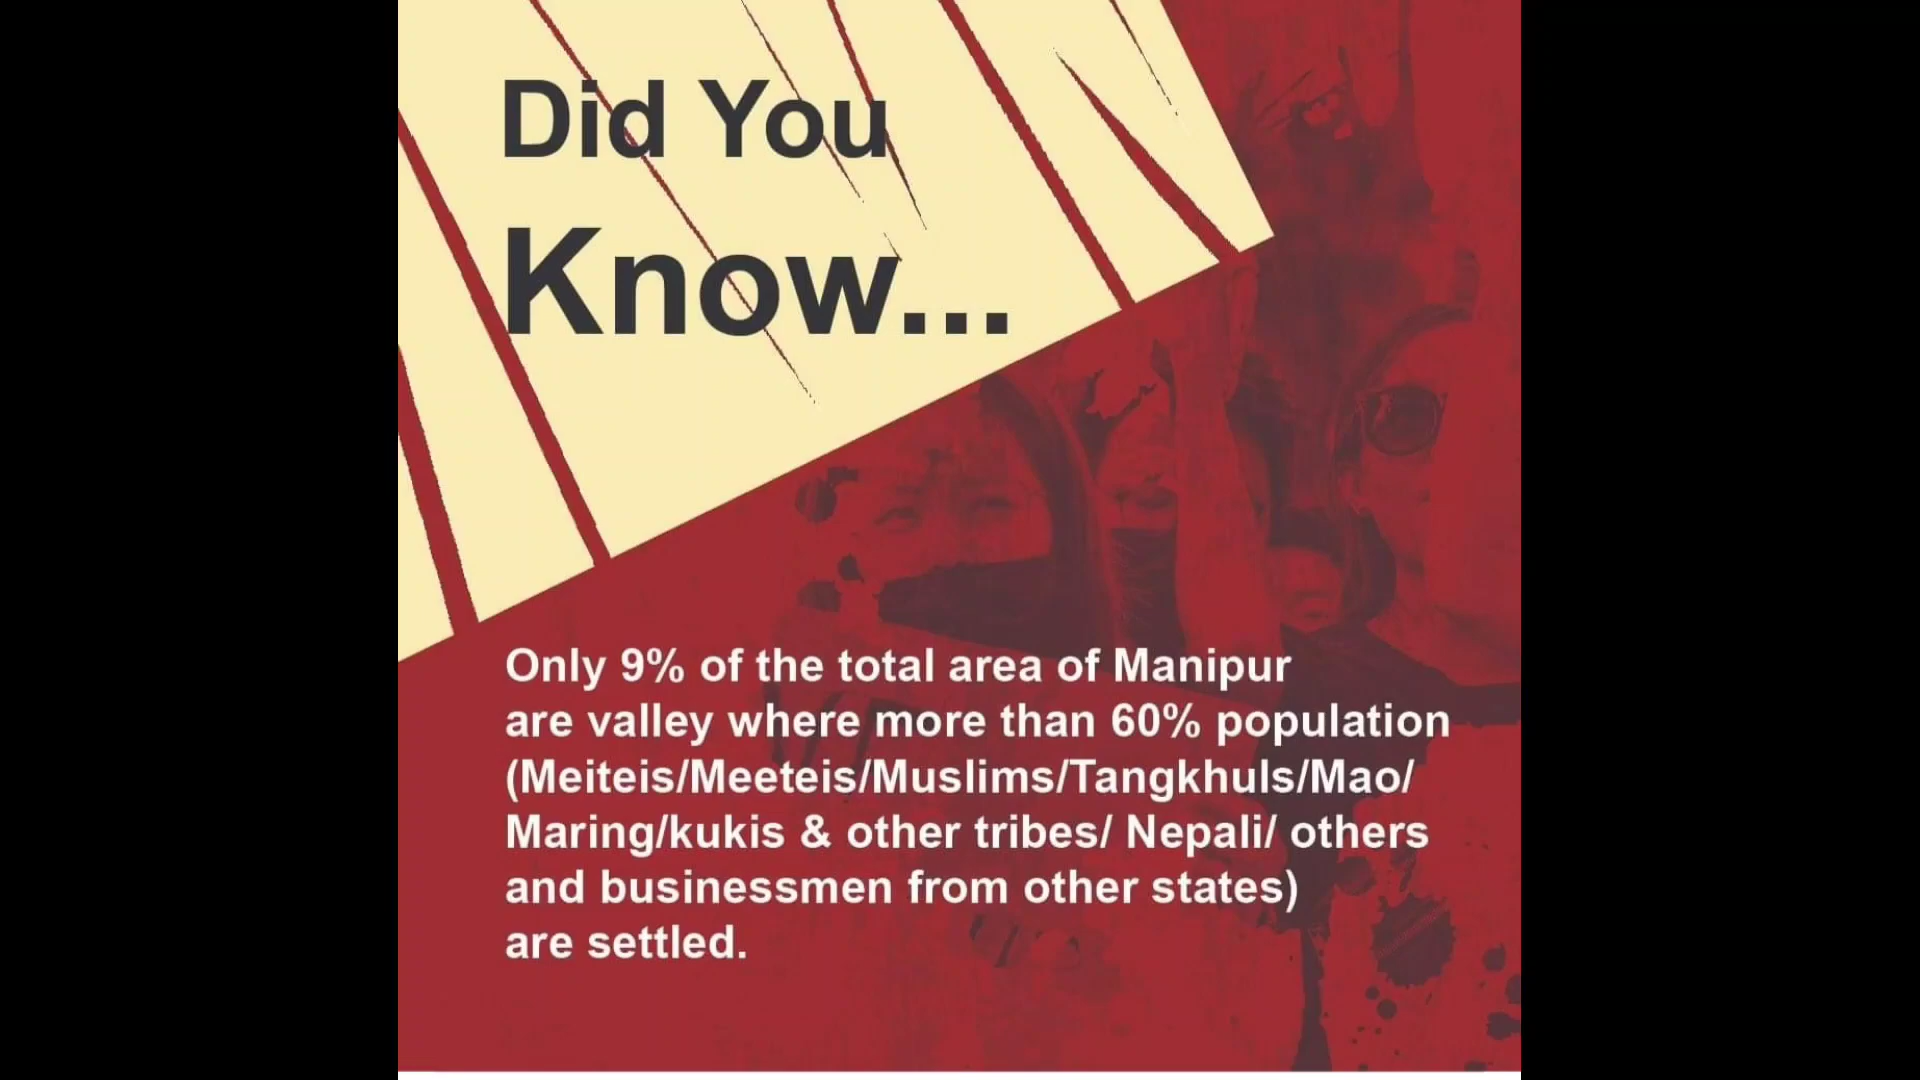 Did You
Know...
Only 9% of the total area of Manipur
are valley where more than 60% population
(Meiteis/Meeteis/Muslims/Tangkhuls/Mao/
Maring/kukis & other tribes/ Nepali/ others
and businessmen from other states)
are settled.